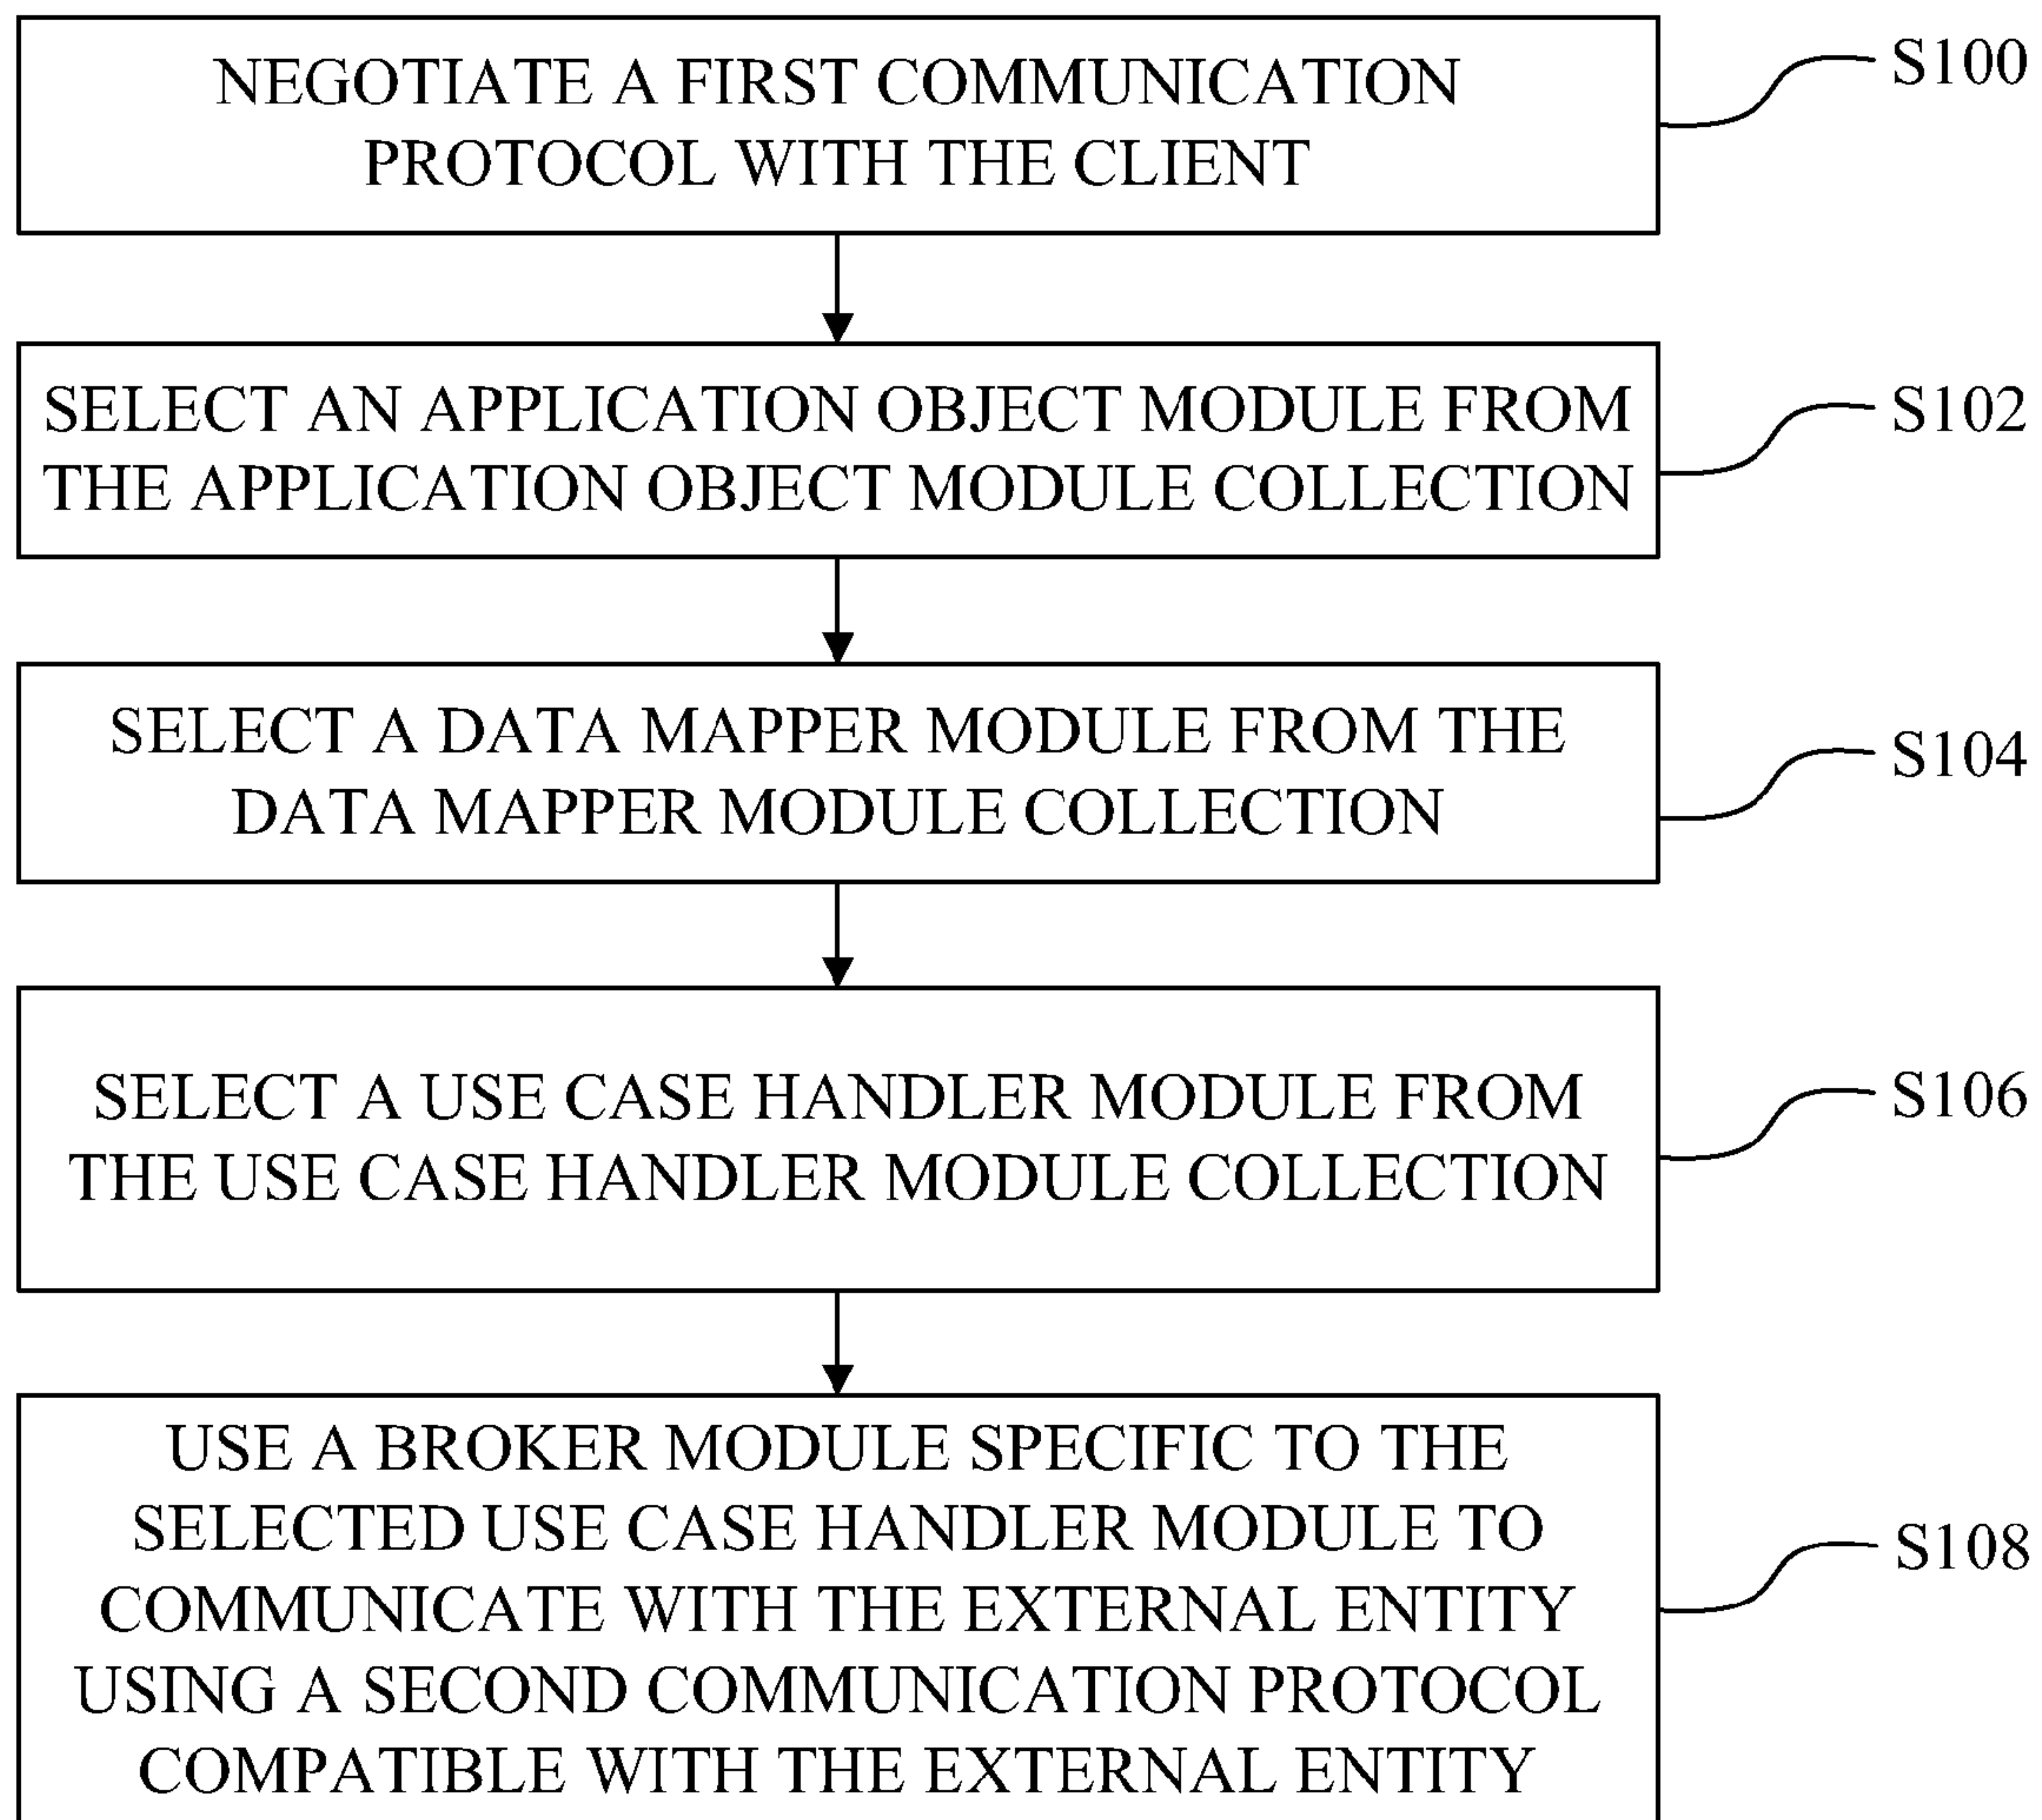 NEGOTIATE A FIRST COMMUNICATION
PROTOCOL WITH THE CLIENT
S100
SELECT AN APPLICATION OBJECT MODULE FROM
THE APPLICATION OBJECT MODULE COLLECTION
S102
SELECT A DATA MAPPER MODULE FROM THE
DATA MAPPER MODULE COLLECTION
S104
SELECT A USE CASE HANDLER MODULE FROM
THE USE CASE HANDLER MODULE COLLECTION
S106
USE A BROKER MODULE SPECIFIC TO THE
SELECTED USE CASE HANDLER MODULE TO
COMMUNICATE WITH THE EXTERNAL ENTITY
USING A SECOND COMMUNICATION PROTOCOL
COMPATIBLE WITH THE EXTERNAL ENTITY
S108